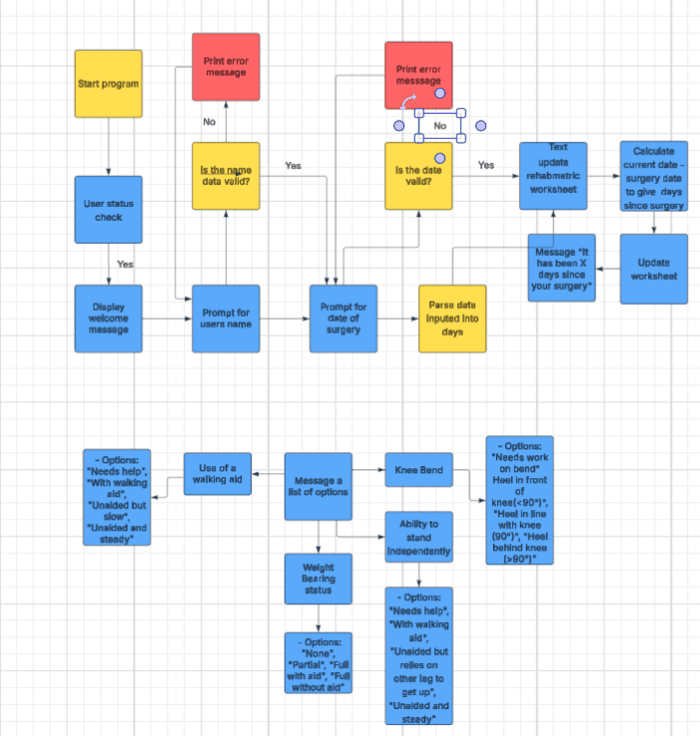 Start program
Print error
message
Print error
messsage
No
No
Is the name
data valid?
Yes
Is the date
valid?
Yes
Text
update
rehabmetric
worksheet
Calculate
current date -
surgery date
to give days
since surgery
User status
check
Yes
Message "It
has been X
days since
your surgery"
Update
worksheet
Display
welcome
message
Prompt for
users name
Prompt for
date of
surgery
Parse date
inputed into
days
- Options:
"Needs help",
"With walking
aid",
"Unaided but
slow",
"Unaided and
steady"
Use of a
walking aid
Message a
list of options
Knee Bend
- Options:
"Needs work
on bend"
Heel in front
of
knee(<90°)",
"Heel in line
with knee
(90°)", "Heel
behind knee
(>90°)"
Ability to
stand
independently
Weight
Bearing
status
- Options:
"None",
"Partial", "Full
with aid", "Full
without aid"
- Options:
"Needs help",
"With walking
aid",
"Unaided but
relies on
other leg to
get up",
"Unaided and
steady"